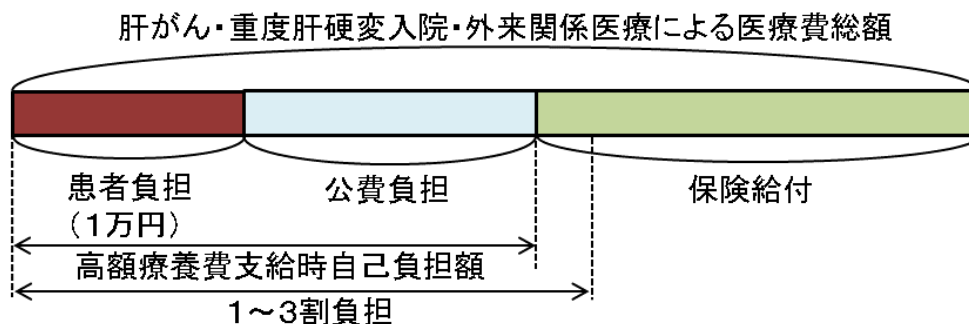 肝がん・重度肝硬変入院・外来関係医療による医療費総額
患者負担
(1万円)
公費負担
保険給付
高額療養費支給時自己負担額
1～3割負担